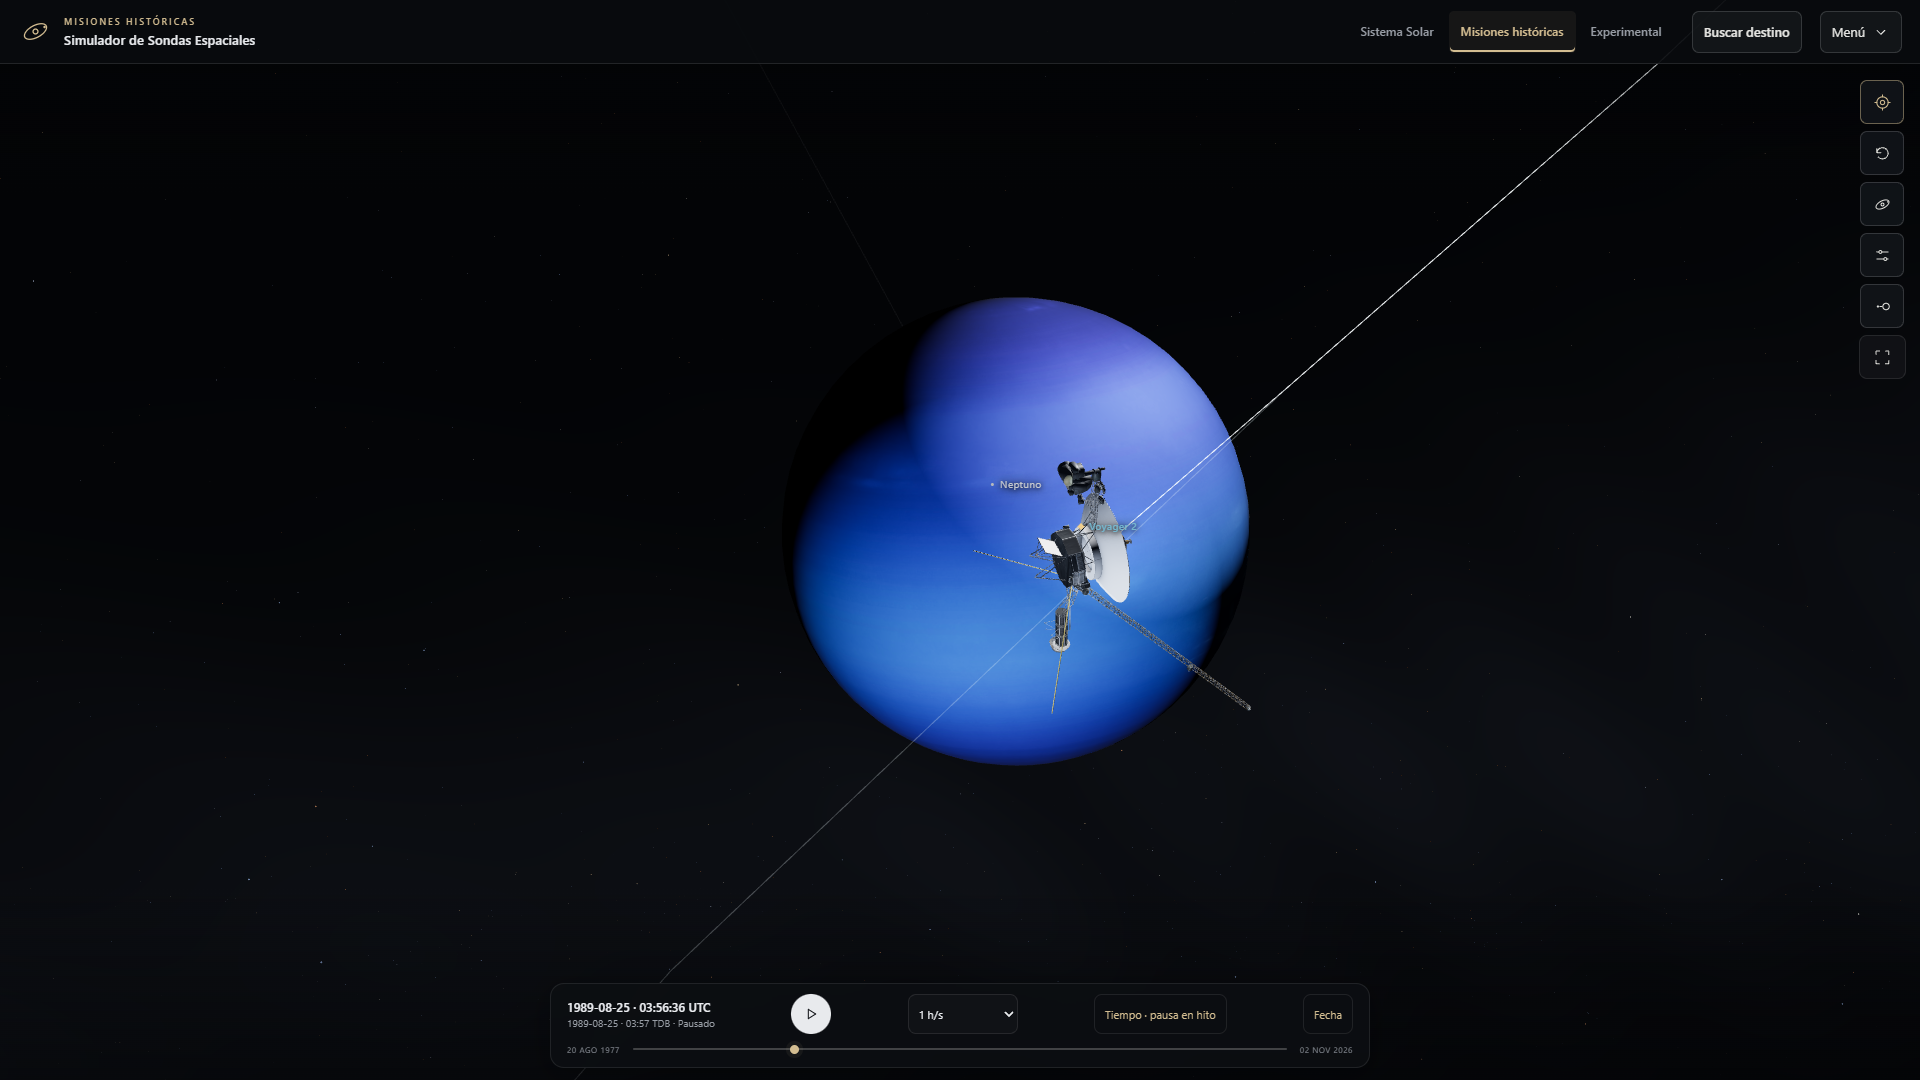 MISIONES HISTÓRICAS
Simulador de Sondas Espaciales
Sistema Solar
Misiones históricas
Experimental
Buscar destino
Menú
Neptuno
Voyager 2
1989-08-25 · 03:56:36 UTC
1989-08-25 · 03:57 TDB · Pausado
1 h/s
Tiempo · pausa en hito
Fecha
20 AGO 1977
02 NOV 2026